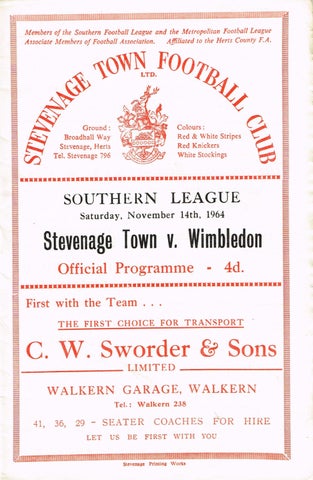 Members of the Southern Football League and the Metropolitan Football League
Associate Members of Football Association. Affiliated to the Herts County F.A.
STEVENAGE TOWN FOOTBALL CLUB
LTD.
Ground :
Broadhall Way
Stevenage, Herts
Tel. Stevenage 796
Colours :
Red & White Stripes
Red Knickers
White Stockings
SOUTHERN LEAGUE
Saturday, November 14th, 1964
Stevenage Town v. Wimbledon
Official Programme - 4d.
First with the Team . . .
THE FIRST CHOICE FOR TRANSPORT
C. W. Sworder & Sons
LIMITED
WALKERN GARAGE, WALKERN
Tel.: Walkern 238
41, 36, 29 - SEATER COACHES FOR HIRE
LET US BE FIRST WITH YOU
Stevenage Printing Works